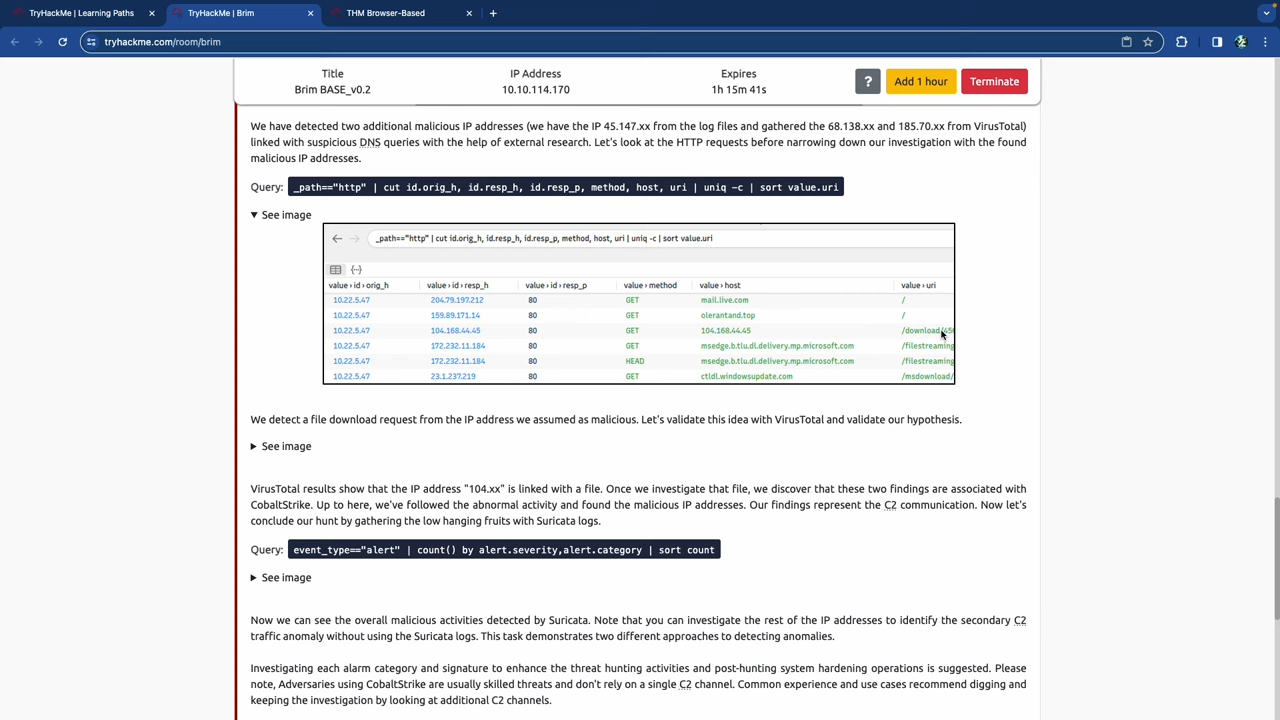 TryHackMe | Learning Paths
TryHackMe | Brim
THM Browser-Based
tryhackme.com/room/brim
Title
Brim BASE_v0.2
IP Address
10.10.114.170
Expires
1h 15m 41s
?
Add 1 hour
Terminate
We have detected two additional malicious IP addresses (we have the IP 45.147.xx from the log files and gathered the 68.138.xx and 185.70.xx from VirusTotal)
linked with suspicious DNS queries with the help of external research. Let's look at the HTTP requests before narrowing down our investigation with the found
malicious IP addresses.
Query: _path=="http" | cut id.orig_h, id.resp_h, id.resp_p, method, host, uri | uniq -c | sort value.uri
▼ See image
_path=="http" | cut id.orig_h, id.resp_h, id.resp_p, method, host, uri | uniq -c | sort value.uri
value › id › orig_h value › id › resp_h value › id › resp_p value › method value › host value › uri
10.22.5.47 204.79.197.212 80 GET mail.live.com /
10.22.5.47 159.89.171.14 80 GET olerantand.top /
10.22.5.47 104.168.44.45 80 GET 104.168.44.45 /download/
10.22.5.47 172.232.11.184 80 GET msedge.b.tlu.dl.delivery.mp.microsoft.com /filestreaming
10.22.5.47 172.232.11.184 80 HEAD msedge.b.tlu.dl.delivery.mp.microsoft.com /filestreaming
10.22.5.47 23.1.237.219 80 GET ctldl.windowsupdate.com /msdownload/
We detect a file download request from the IP address we assumed as malicious. Let's validate this idea with VirusTotal and validate our hypothesis.
▶ See image
VirusTotal results show that the IP address "104.xx" is linked with a file. Once we investigate that file, we discover that these two findings are associated with
CobaltStrike. Up to here, we've followed the abnormal activity and found the malicious IP addresses. Our findings represent the C2 communication. Now let's
conclude our hunt by gathering the low hanging fruits with Suricata logs.
Query: event_type=="alert" | count() by alert.severity,alert.category | sort count
▶ See image
Now we can see the overall malicious activities detected by Suricata. Note that you can investigate the rest of the IP addresses to identify the secondary C2
traffic anomaly without using the Suricata logs. This task demonstrates two different approaches to detecting anomalies.
Investigating each alarm category and signature to enhance the threat hunting activities and post-hunting system hardening operations is suggested. Please
note, Adversaries using CobaltStrike are usually skilled threats and don't rely on a single C2 channel. Common experience and use cases recommend digging and
keeping the investigation by looking at additional C2 channels.